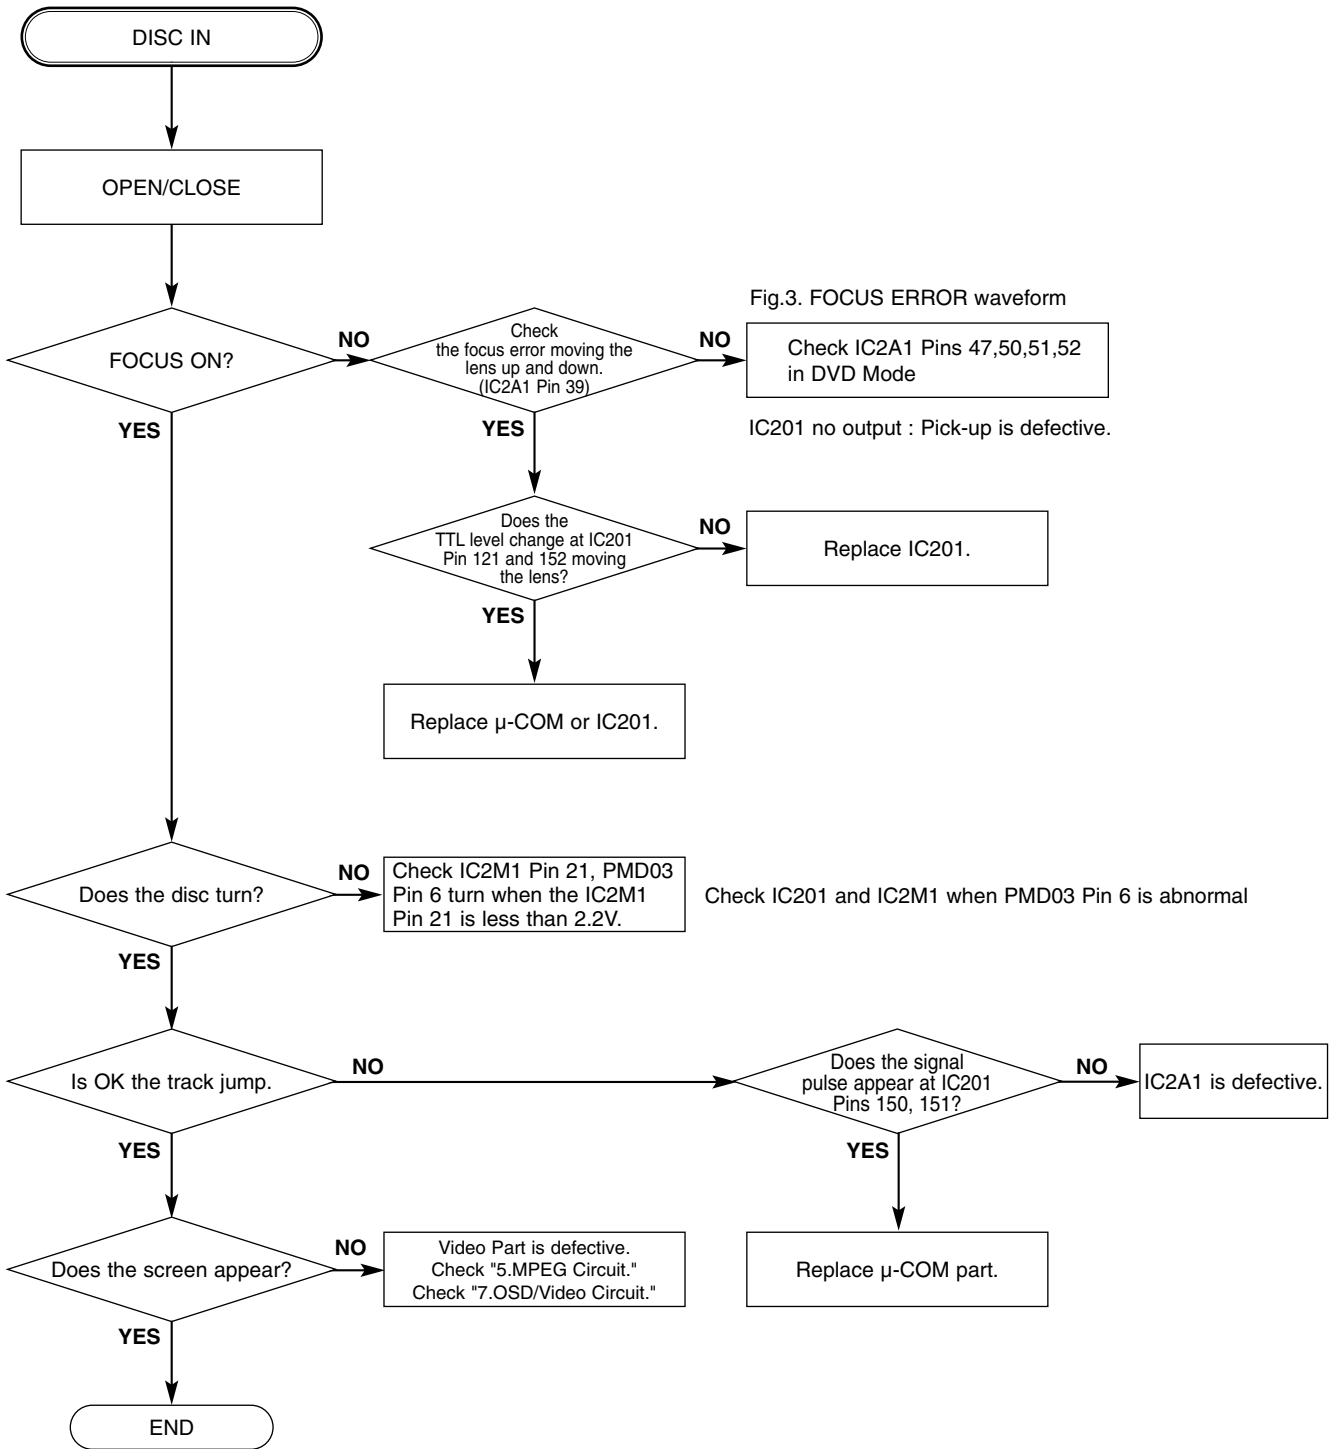 DISC IN
OPEN/CLOSE
FOCUS ON?
NO
YES
Check
the focus error moving the
lens up and down.
(IC2A1 Pin 39)
NO
YES
Fig.3. FOCUS ERROR waveform
Check IC2A1 Pins 47,50,51,52
in DVD Mode
IC201 no output : Pick-up is defective.
Does the
TTL level change at IC201
Pin 121 and 152 moving
the lens?
NO
YES
Replace IC201.
Replace µ-COM or IC201.
Does the disc turn?
NO
YES
Check IC2M1 Pin 21, PMD03
Pin 6 turn when the IC2M1
Pin 21 is less than 2.2V.
Check IC201 and IC2M1 when PMD03 Pin 6 is abnormal
Is OK the track jump.
NO
YES
Does the signal
pulse appear at IC201
Pins 150, 151?
NO
YES
IC2A1 is defective.
Replace µ-COM part.
Does the screen appear?
NO
YES
Video Part is defective.
Check "5.MPEG Circuit."
Check "7.OSD/Video Circuit."
END